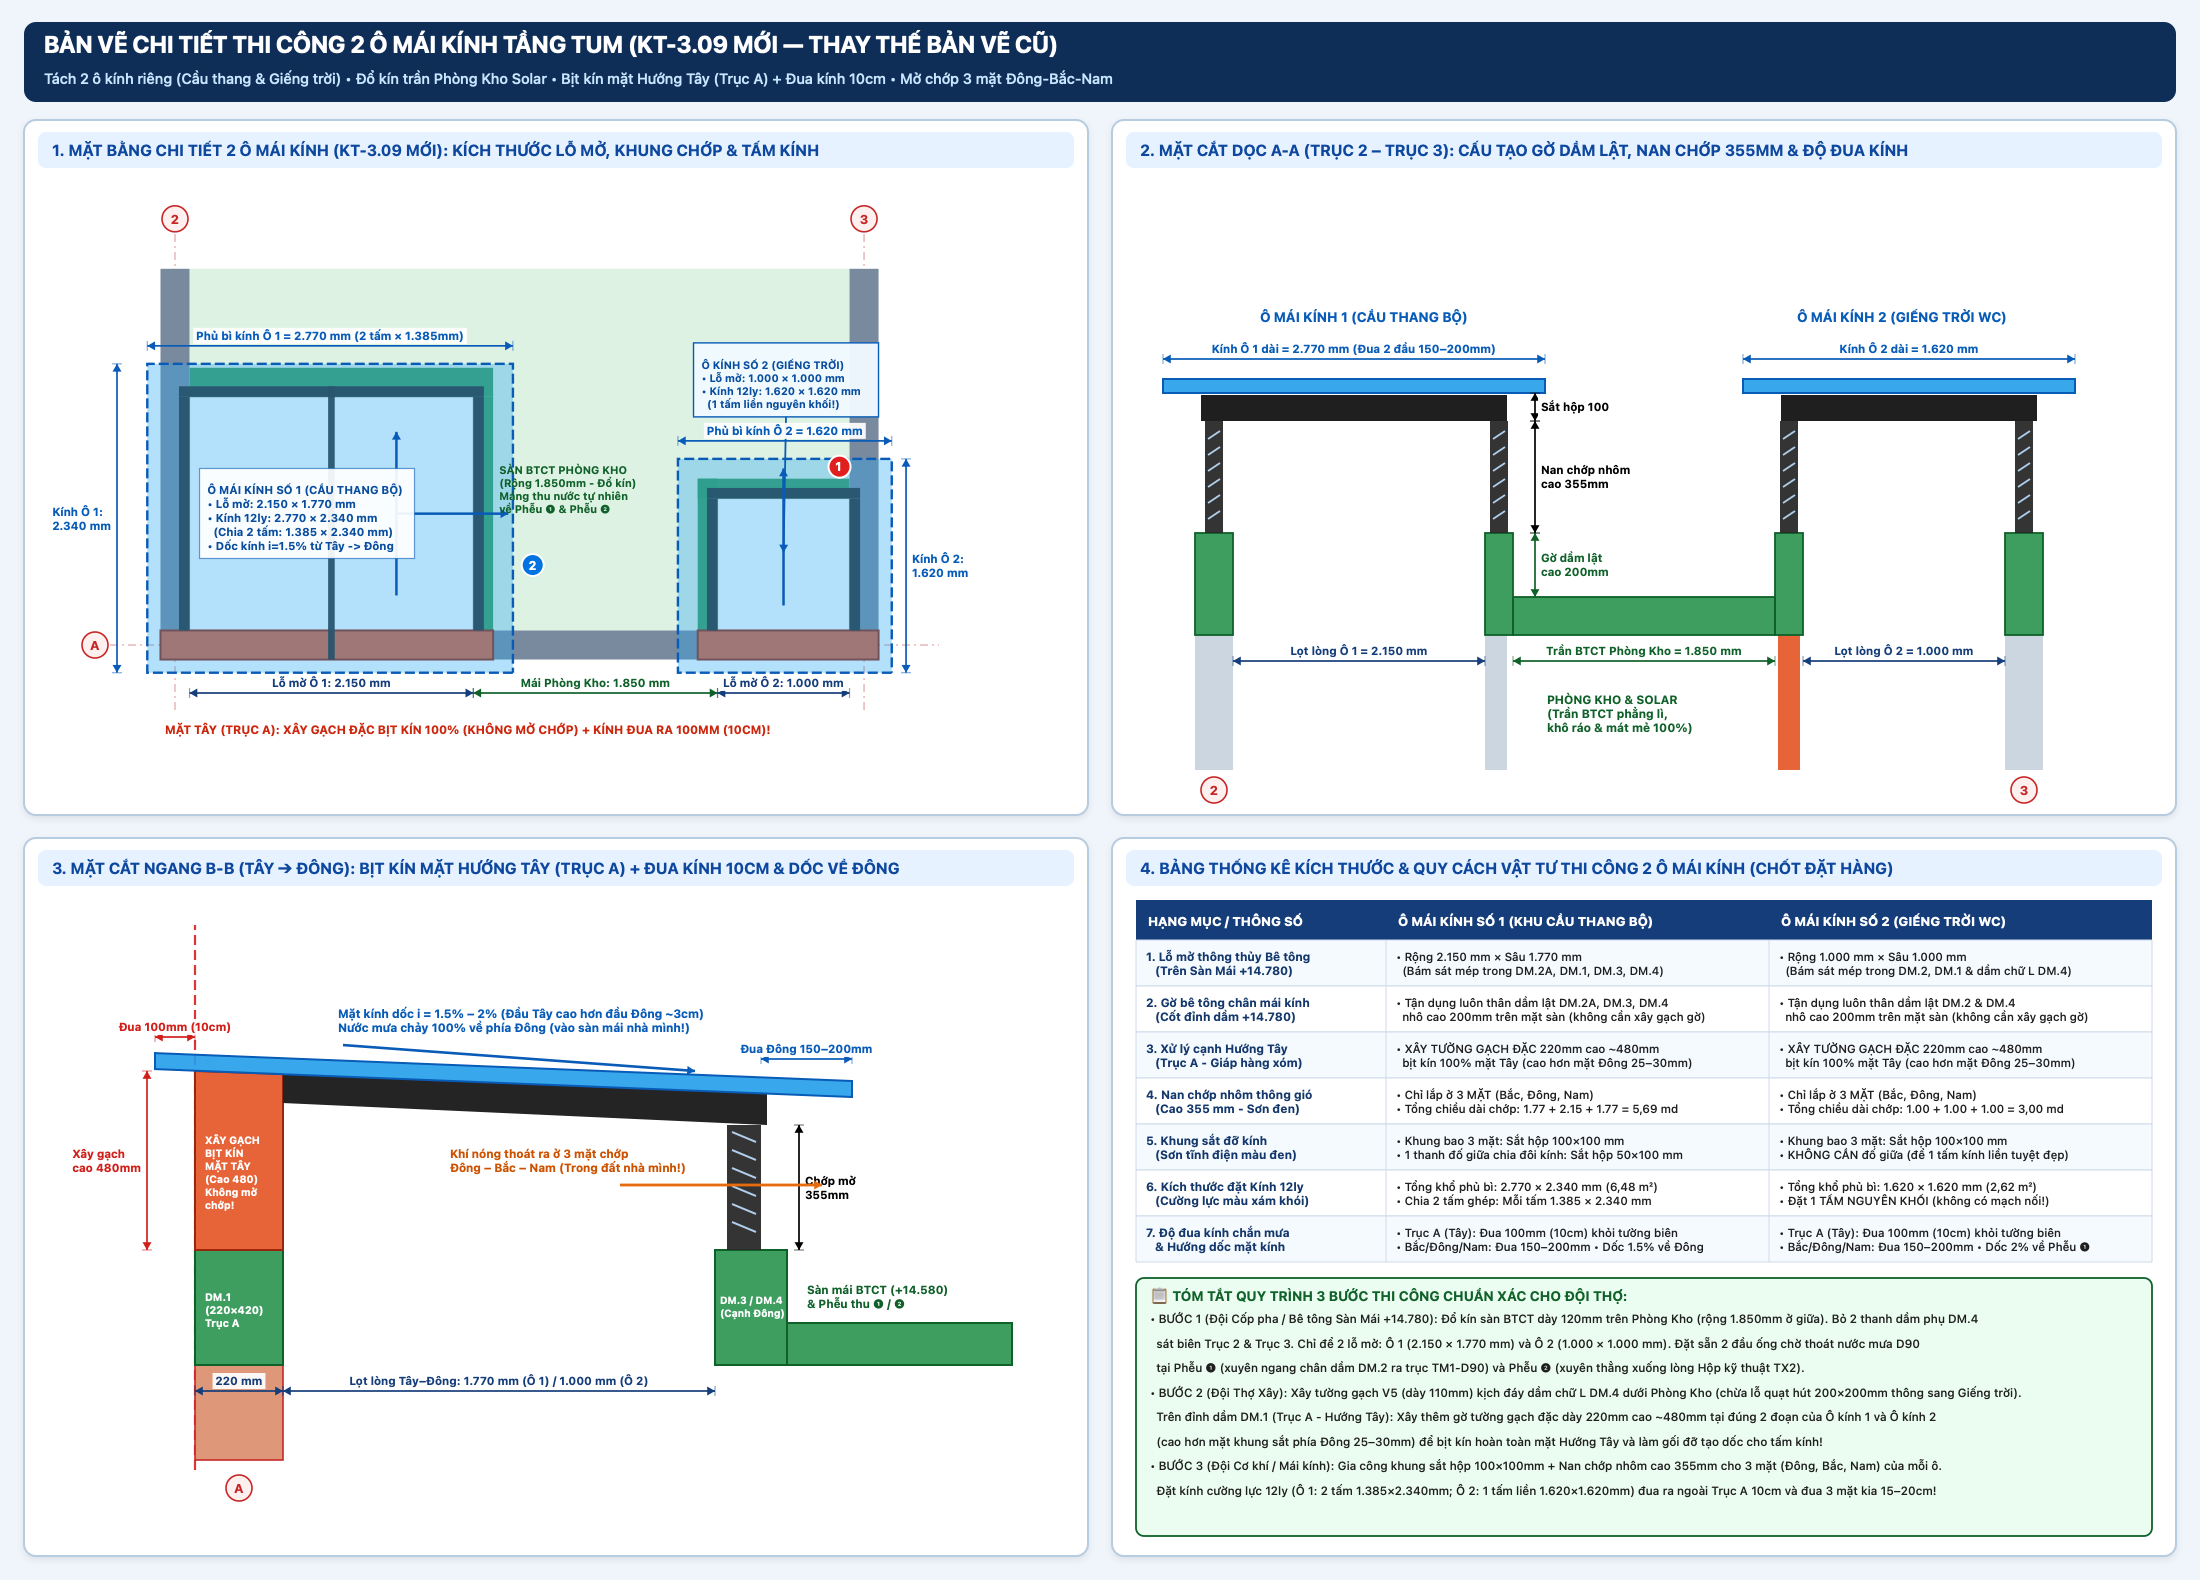 BẢN VẼ CHI TIẾT THI CÔNG 2 Ô MÁI KÍNH TẦNG TUM (KT-3.09 MỚI — THAY THẾ BẢN VẼ CŨ)
Tách 2 ô kính riêng (Cầu thang & Giếng trời) • Đổ kín trần Phòng Kho Solar • Bịt kín mặt Hướng Tây (Trục A) + Đua kính 10cm • Mở chớp 3 mặt Đông-Bắc-Nam
1. MẶT BẰNG CHI TIẾT 2 Ô MÁI KÍNH (KT-3.09 MỚI): KÍCH THƯỚC LỖ MỞ, KHUNG CHỚP & TẤM KÍNH
2
3
Phủ bì kính Ô 1 = 2.770 mm (2 tấm × 1.385mm)
Ô KÍNH SỐ 2 (GIẾNG TRỜI)
• Lỗ mở: 1.000 × 1.000 mm
• Kính 12ly: 1.620 × 1.620 mm
(1 tấm liền nguyên khối!)
Phủ bì kính Ô 2 = 1.620 mm
1
SÀN BTCT PHÒNG KHO
(Rộng 1.850mm - Đổ kín)
Máng thu nước tự nhiên
về Phễu ❶ & Phễu ❷
Ô MÁI KÍNH SỐ 1 (CẦU THANG BỘ)
• Lỗ mở: 2.150 × 1.770 mm
• Kính 12ly: 2.770 × 2.340 mm
(Chia 2 tấm: 1.385 × 2.340 mm)
• Dốc kính i=1.5% từ Tây -> Đông
Kính Ô 1:
2.340 mm
2
Kính Ô 2:
1.620 mm
A
Lỗ mở Ô 1: 2.150 mm
Mái Phòng Kho: 1.850 mm
Lỗ mở Ô 2: 1.000 mm
MẶT TÂY (TRỤC A): XÂY GẠCH ĐẶC BỊT KÍN 100% (KHÔNG MỞ CHỚP) + KÍNH ĐUA RA 100MM (10CM)!
2. MẶT CẮT DỌC A-A (TRỤC 2 – TRỤC 3): CẤU TẠO GỜ DẦM LẬT, NAN CHỚP 355MM & ĐỘ ĐUA KÍNH
Ô MÁI KÍNH 1 (CẦU THANG BỘ)
Ô MÁI KÍNH 2 (GIẾNG TRỜI WC)
Kính Ô 1 dài = 2.770 mm (Đua 2 đầu 150–200mm)
Kính Ô 2 dài = 1.620 mm
Sắt hộp 100
Nan chớp nhôm
cao 355mm
Gờ dầm lật
cao 200mm
Lọt lòng Ô 1 = 2.150 mm
Trần BTCT Phòng Kho = 1.850 mm
Lọt lòng Ô 2 = 1.000 mm
PHÒNG KHO & SOLAR
(Trần BTCT phẳng lì,
khô ráo & mát mẻ 100%)
2
3
3. MẶT CẮT NGANG B-B (TÂY ➔ ĐÔNG): BỊT KÍN MẶT HƯỚNG TÂY (TRỤC A) + ĐUA KÍNH 10CM & DỐC VỀ ĐÔNG
Mặt kính dốc i = 1.5% – 2% (Đầu Tây cao hơn đầu Đông ~3cm)
Nước mưa chảy 100% về phía Đông (vào sàn mái nhà mình!)
Đua 100mm (10cm)
Đua Đông 150–200mm
XÂY GẠCH
BỊT KÍN
MẶT TÂY
(Cao 480)
Không mở
chớp!
Xây gạch
cao 480mm
Khí nóng thoát ra ở 3 mặt chớp
Đông – Bắc – Nam (Trong đất nhà mình!)
Chớp mở
355mm
DM.1
(220×420)
Trục A
DM.3 / DM.4
(Cạnh Đông)
Sàn mái BTCT (+14.580)
& Phễu thu ❶ / ❷
220 mm
Lọt lòng Tây–Đông: 1.770 mm (Ô 1) / 1.000 mm (Ô 2)
A
4. BẢNG THỐNG KÊ KÍCH THƯỚC & QUY CÁCH VẬT TƯ THI CÔNG 2 Ô MÁI KÍNH (CHỐT ĐẶT HÀNG)
HẠNG MỤC / THÔNG SỐ
Ô MÁI KÍNH SỐ 1 (KHU CẦU THANG BỘ)
Ô MÁI KÍNH SỐ 2 (GIẾNG TRỜI WC)
1. Lỗ mở thông thủy Bê tông
(Trên Sàn Mái +14.780)
• Rộng 2.150 mm × Sâu 1.770 mm
(Bám sát mép trong DM.2A, DM.1, DM.3, DM.4)
• Rộng 1.000 mm × Sâu 1.000 mm
(Bám sát mép trong DM.2, DM.1 & dầm chữ L DM.4)
2. Gờ bê tông chân mái kính
(Cốt đỉnh dầm +14.780)
• Tận dụng luôn thân dầm lật DM.2A, DM.3, DM.4
nhô cao 200mm trên mặt sàn (không cần xây gạch gờ)
• Tận dụng luôn thân dầm lật DM.2 & DM.4
nhô cao 200mm trên mặt sàn (không cần xây gạch gờ)
3. Xử lý cạnh Hướng Tây
(Trục A - Giáp hàng xóm)
• XÂY TƯỜNG GẠCH ĐẶC 220mm cao ~480mm
bịt kín 100% mặt Tây (cao hơn mặt Đông 25–30mm)
• XÂY TƯỜNG GẠCH ĐẶC 220mm cao ~480mm
bịt kín 100% mặt Tây (cao hơn mặt Đông 25–30mm)
4. Nan chớp nhôm thông gió
(Cao 355 mm - Sơn đen)
• Chỉ lắp ở 3 MẶT (Bắc, Đông, Nam)
• Tổng chiều dài chớp: 1.77 + 2.15 + 1.77 = 5,69 md
• Chỉ lắp ở 3 MẶT (Bắc, Đông, Nam)
• Tổng chiều dài chớp: 1.00 + 1.00 + 1.00 = 3,00 md
5. Khung sắt đỡ kính
(Sơn tĩnh điện màu đen)
• Khung bao 3 mặt: Sắt hộp 100×100 mm
• 1 thanh đố giữa chia đôi kính: Sắt hộp 50×100 mm
• Khung bao 3 mặt: Sắt hộp 100×100 mm
• KHÔNG CẦN đố giữa (để 1 tấm kính liền tuyệt đẹp)
6. Kích thước đặt Kính 12ly
(Cường lực màu xám khói)
• Tổng khổ phủ bì: 2.770 × 2.340 mm (6,48 m²)
• Chia 2 tấm ghép: Mỗi tấm 1.385 × 2.340 mm
• Tổng khổ phủ bì: 1.620 × 1.620 mm (2,62 m²)
• Đặt 1 TẤM NGUYÊN KHỐI (không có mạch nối!)
7. Độ đua kính chắn mưa
& Hướng dốc mặt kính
• Trục A (Tây): Đua 100mm (10cm) khỏi tường biên
• Bắc/Đông/Nam: Đua 150–200mm • Dốc 1.5% về Đông
• Trục A (Tây): Đua 100mm (10cm) khỏi tường biên
• Bắc/Đông/Nam: Đua 150–200mm • Dốc 2% về Phễu ❶
📋 TÓM TẮT QUY TRÌNH 3 BƯỚC THI CÔNG CHUẨN XÁC CHO ĐỘI THỢ:
• BƯỚC 1 (Đội Cốp pha / Bê tông Sàn Mái +14.780): Đổ kín sàn BTCT dày 120mm trên Phòng Kho (rộng 1.850mm ở giữa). Bỏ 2 thanh dầm phụ DM.4
sát biên Trục 2 & Trục 3. Chỉ để 2 lỗ mở: Ô 1 (2.150 × 1.770 mm) và Ô 2 (1.000 × 1.000 mm). Đặt sẵn 2 đầu ống chờ thoát nước mưa D90
tại Phễu ❶ (xuyên ngang chân dầm DM.2 ra trục TM1-D90) và Phễu ❷ (xuyên thẳng xuống lòng Hộp kỹ thuật TX2).
• BƯỚC 2 (Đội Thợ Xây): Xây tường gạch V5 (dày 110mm) kịch đáy dầm chữ L DM.4 dưới Phòng Kho (chừa lỗ quạt hút 200×200mm thông sang Giếng trời).
Trên đỉnh dầm DM.1 (Trục A - Hướng Tây): Xây thêm gờ tường gạch đặc dày 220mm cao ~480mm tại đúng 2 đoạn của Ô kính 1 và Ô kính 2
(cao hơn mặt khung sắt phía Đông 25–30mm) để bịt kín hoàn toàn mặt Hướng Tây và làm gối đỡ tạo dốc cho tấm kính!
• BƯỚC 3 (Đội Cơ khí / Mái kính): Gia công khung sắt hộp 100×100mm + Nan chớp nhôm cao 355mm cho 3 mặt (Đông, Bắc, Nam) của mỗi ô.
Đặt kính cường lực 12ly (Ô 1: 2 tấm 1.385×2.340mm; Ô 2: 1 tấm liền 1.620×1.620mm) đua ra ngoài Trục A 10cm và đua 3 mặt kia 15–20cm!